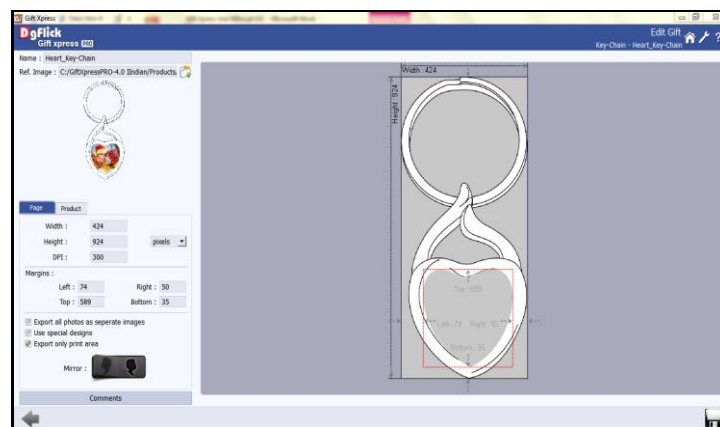 Gift Xpress
DgFlick
Gift xpress PRO
Edit Gift
Key-Chain - Heart_Key-Chain
Name : Heart_Key-Chain
Ref. Image : C:/GiftXpressPRO-4.0 IIndian/Products,
Page Product
Width : 424
Height : 924 pixels
DPI : 300
Margins :
Left : 74 Right : 50
Top : 589 Bottom : 35
Export all photos as seperate images
Use special designs
Export only print area
Mirror :
Comments
Width : 424
Height : 924
Top : 589
Left : 74 Right : 50
Bottom : 35